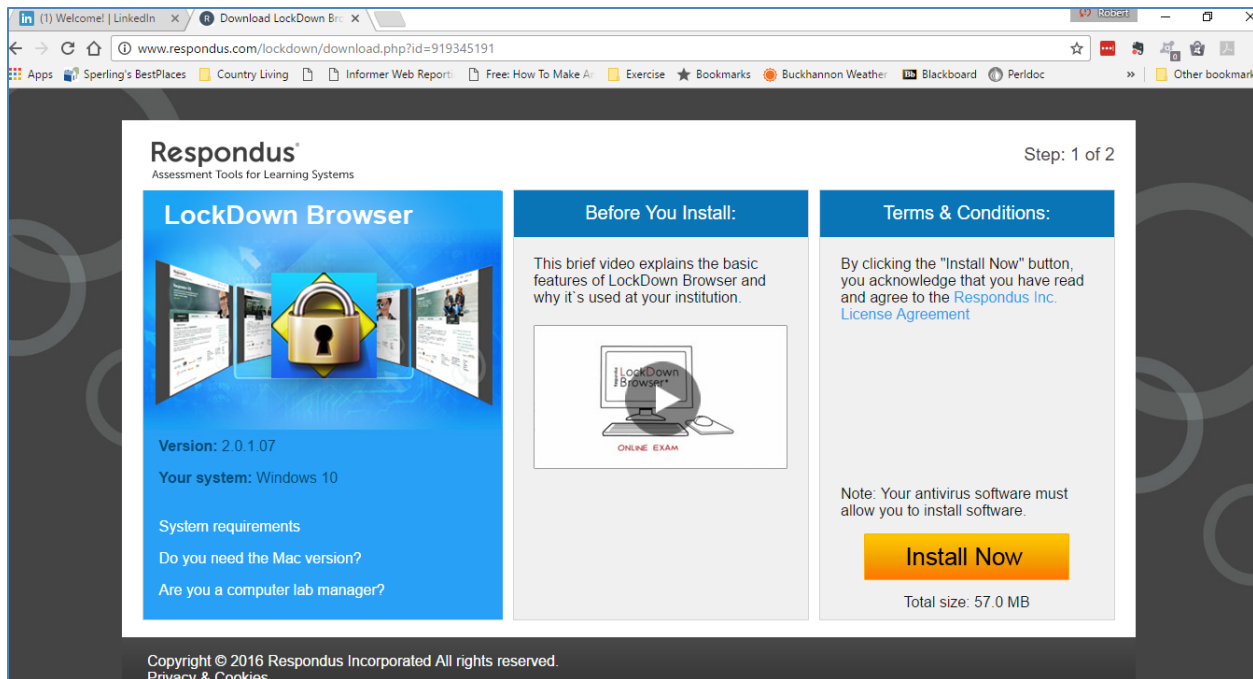 (1) Welcome! | LinkedIn
Download LockDown Bro
Robert
www.respondus.com/lockdown/download.php?id=919345191
Apps Sperling's BestPlaces Country Living Informer Web Report Free: How To Make A Exercise Bookmarks Buckhannon Weather Blackboard Perldoc » Other bookmark
Respondus®
Assessment Tools for Learning Systems
Step: 1 of 2
LockDown Browser
Version: 2.0.1.07
Your system: Windows 10
System requirements
Do you need the Mac version?
Are you a computer lab manager?
Before You Install:
This brief video explains the basic
features of LockDown Browser and
why it`s used at your institution.
LockDown
Browser
ONLINE EXAM
Terms & Conditions:
By clicking the "Install Now" button,
you acknowledge that you have read
and agree to the Respondus Inc.
License Agreement
Note: Your antivirus software must
allow you to install software.
Install Now
Total size: 57.0 MB
Copyright © 2016 Respondus Incorporated All rights reserved.
Privacy & Cookies